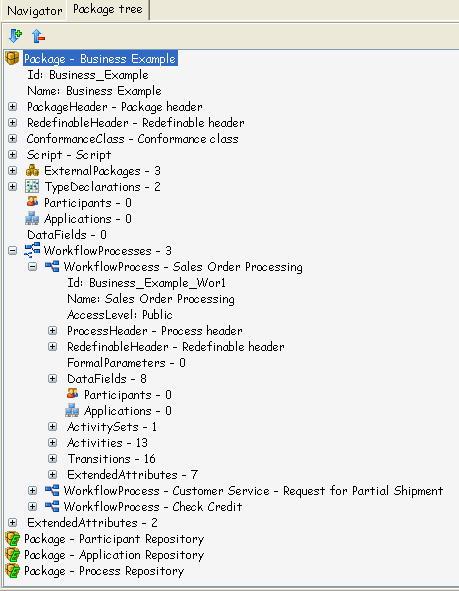 Navigator Package tree
Package - Business Example
Id: Business_Example
Name: Business Example
PackageHeader - Package header
RedefinableHeader - Redefinable header
ConformanceClass - Conformance class
Script - Script
ExternalPackages - 3
TypeDeclarations - 2
Participants - 0
Applications - 0
DataFields - 0
WorkflowProcesses - 3
WorkflowProcess - Sales Order Processing
Id: Business_Example_Wor1
Name: Sales Order Processing
AccessLevel: Public
ProcessHeader - Process header
RedefinableHeader - Redefinable header
FormalParameters - 0
DataFields - 8
Participants - 0
Applications - 0
ActivitySets - 1
Activities - 13
Transitions - 16
ExtendedAttributes - 7
WorkflowProcess - Customer Service - Request for Partial Shipment
WorkflowProcess - Check Credit
ExtendedAttributes - 2
Package - Participant Repository
Package - Application Repository
Package - Process Repository